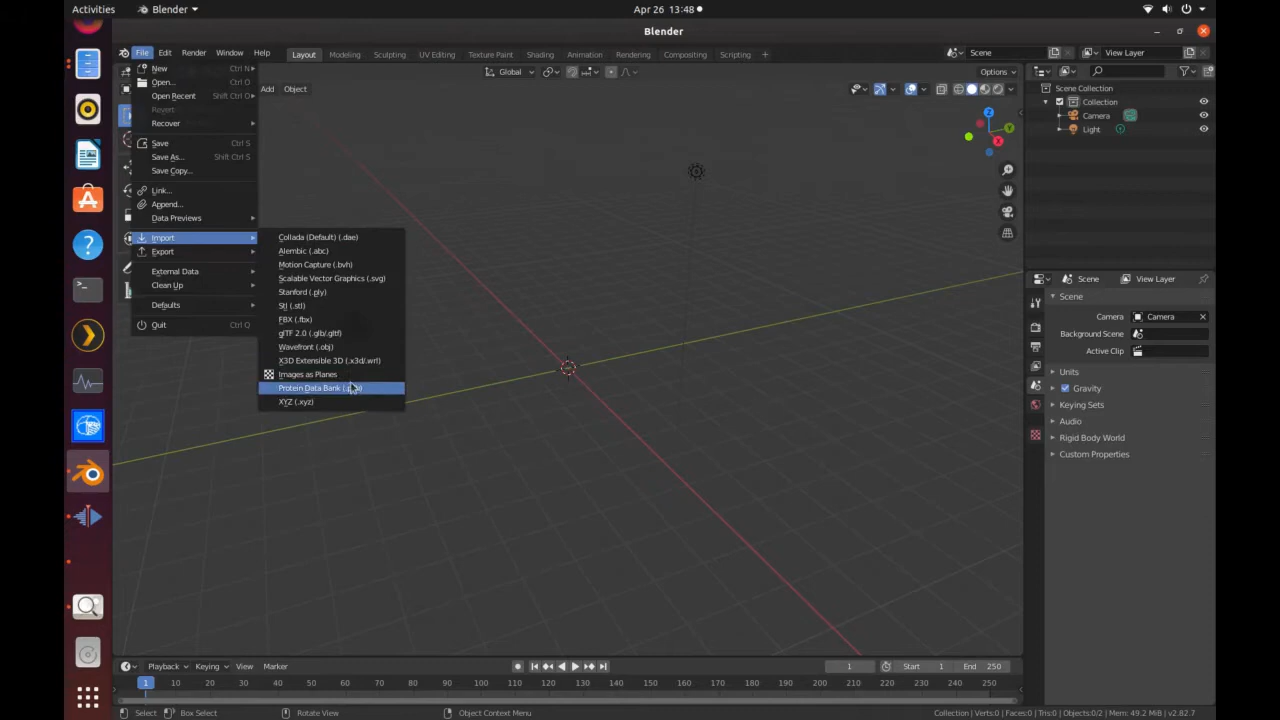 Activities
Blender
Apr 26 13:48
Blender
File Edit Render Window Help
Layout Modeling Sculpting UV Editing Texture Paint Shading Animation Rendering Compositing Scripting +
Scene
View Layer
Global
Options
Add Object
New Ctrl N
Open... Ctrl O
Open Recent Shift Ctrl O
Revert
Recover
Save Ctrl S
Save As... Shift Ctrl S
Save Copy...
Link...
Append...
Data Previews
Import
Export
External Data
Clean Up
Defaults
Quit Ctrl Q
Collada (Default) (.dae)
Alembic (.abc)
Motion Capture (.bvh)
Scalable Vector Graphics (.svg)
Stanford (.ply)
Stl (.stl)
FBX (.fbx)
glTF 2.0 (.glb/.gltf)
Wavefront (.obj)
X3D Extensible 3D (.x3d/.wrl)
Images as Planes
Protein Data Bank
XYZ (.xyz)
Z
Y
X
Scene Collection
Collection
Camera
Light
Scene
View Layer
Scene
Camera Camera
Background Scene
Active Clip
Units
Gravity
Keying Sets
Audio
Rigid Body World
Custom Properties
Playback Keying View Marker
1
Start 1
End 250
1 10 20 30 40 50 60 70 80 90 100 110 120 130 140 150 160 170 180 190 200 210 220 230 240 250
Select
Box Select
Rotate View
Object Context Menu
Collection | Verts:0 | Faces:0 | Tris:0 | Objects:0/2 | Mem: 49.2 MiB | v2.82.7